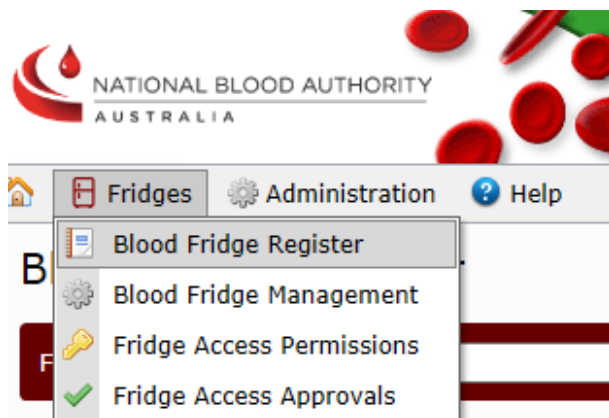 NATIONAL BLOOD AUTHORITY
AUSTRALIA
Fridges Administration Help
Blood Fridge Register
Blood Fridge Management
Fridge Access Permissions
Fridge Access Approvals